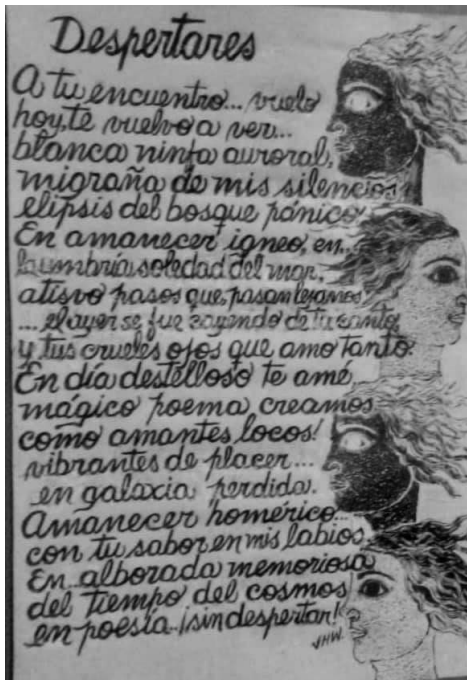 Despertares
A tu encuentro... vuelo
hoy, te vuelvo a ver...
blanca ninfa auroral,
migraña de mis silencios
elipsis del bosque pánico.
En amanecer ígneo, en...
la umbría soledad del mar,
atisvo pasos que, pasan lejanos
... el ayer se fue cayendo de tu canto,
y tus crueles ojos que amo tanto.
En día destelloso te amé,
mágico poema creamos
como amantes locos!
vibrantes de placer...
en galaxia perdida.
Amanecer homérico...
con tu sabor en mis labios,
En alborada memoriosa
del tiempo del cosmos
en poesía.. ¡sin despertar!
JHW.